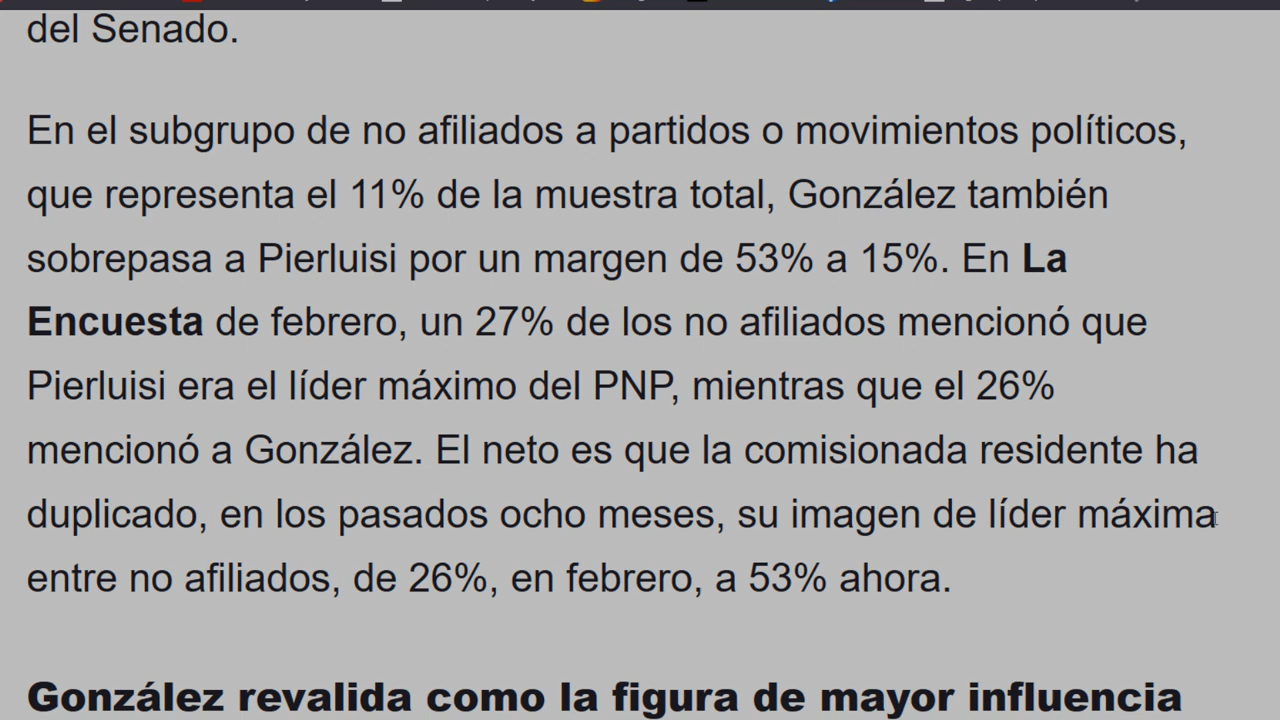 del Senado.
En el subgrupo de no afiliados a partidos o movimientos políticos,
que representa el 11% de la muestra total, González también
sobrepasa a Pierluisi por un margen de 53% a 15%. En La
Encuesta de febrero, un 27% de los no afiliados mencionó que
Pierluisi era el líder máximo del PNP, mientras que el 26%
mencionó a González. El neto es que la comisionada residente ha
duplicado, en los pasados ocho meses, su imagen de líder máxima
entre no afiliados, de 26%, en febrero, a 53% ahora.
González revalida como la figura de mayor influencia